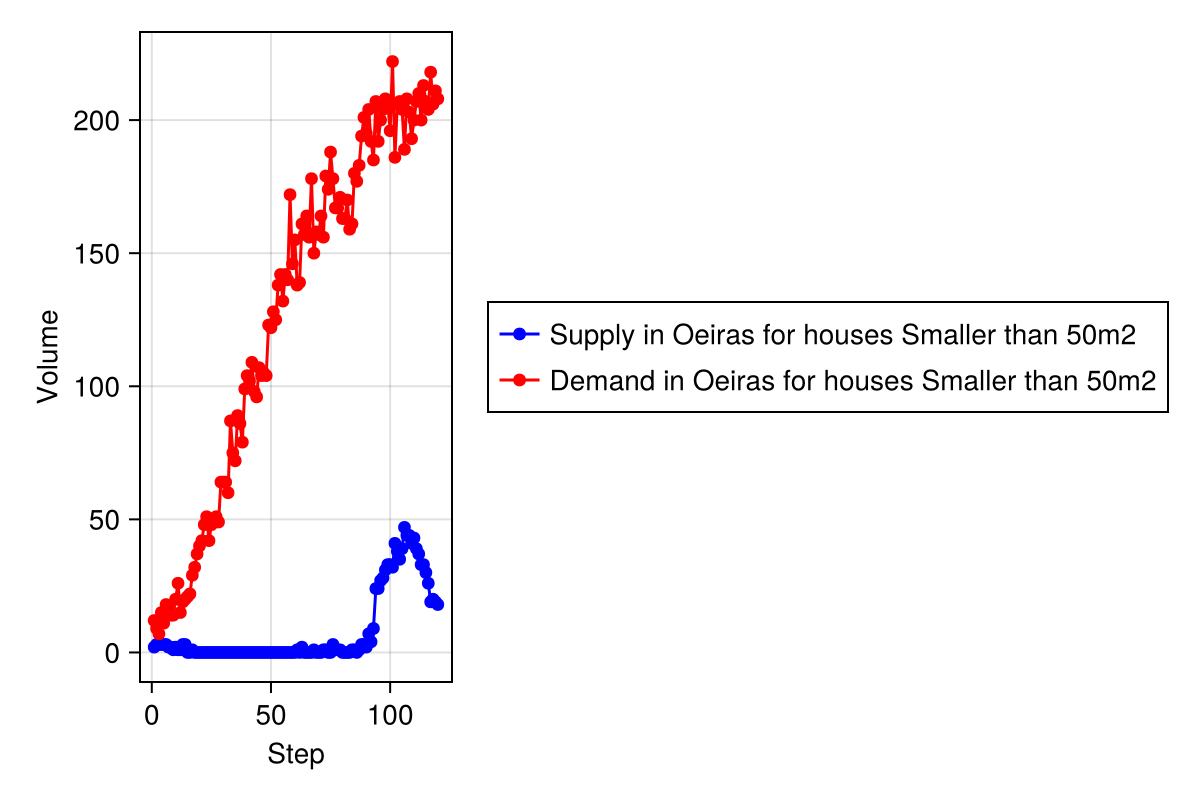 200
150
100
50
0
Volume
0 50 100
Step
Supply in Oeiras for houses Smaller than 50m2
Demand in Oeiras for houses Smaller than 50m2